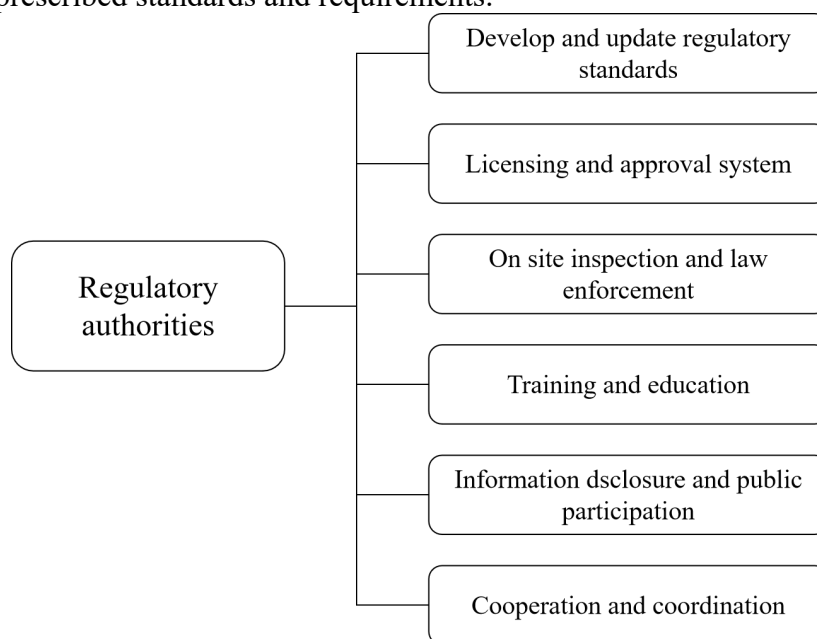 prescribed standards and requirements.
Develop and update regulatory
standards
Licensing and approval system
On site inspection and law
enforcement
Regulatory
authorities
Training and education
Information dsclosure and public
participation
Cooperation and coordination